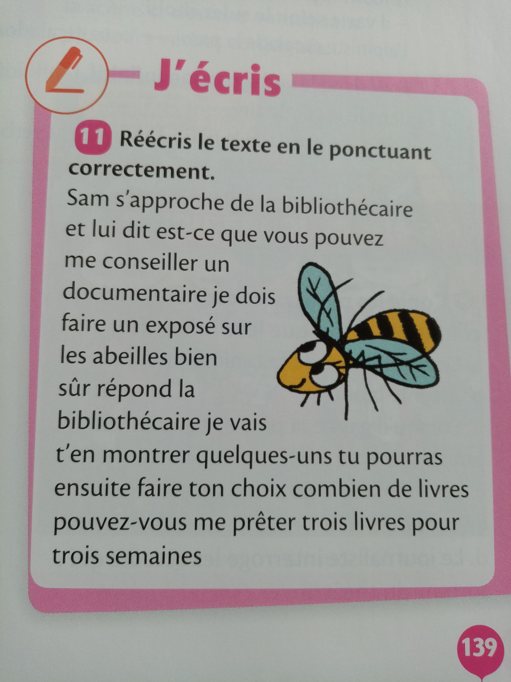 J'écris
11 Réécris le texte en le ponctuant
correctement.
Sam s'approche de la bibliothécaire
et lui dit est-ce que vous pouvez
me conseiller un
documentaire je dois
faire un exposé sur
les abeilles bien
sûr répond la
bibliothécaire je vais
t'en montrer quelques-uns tu pourras
ensuite faire ton choix combien de livres
pouvez-vous me prêter trois livres pour
trois semaines
139